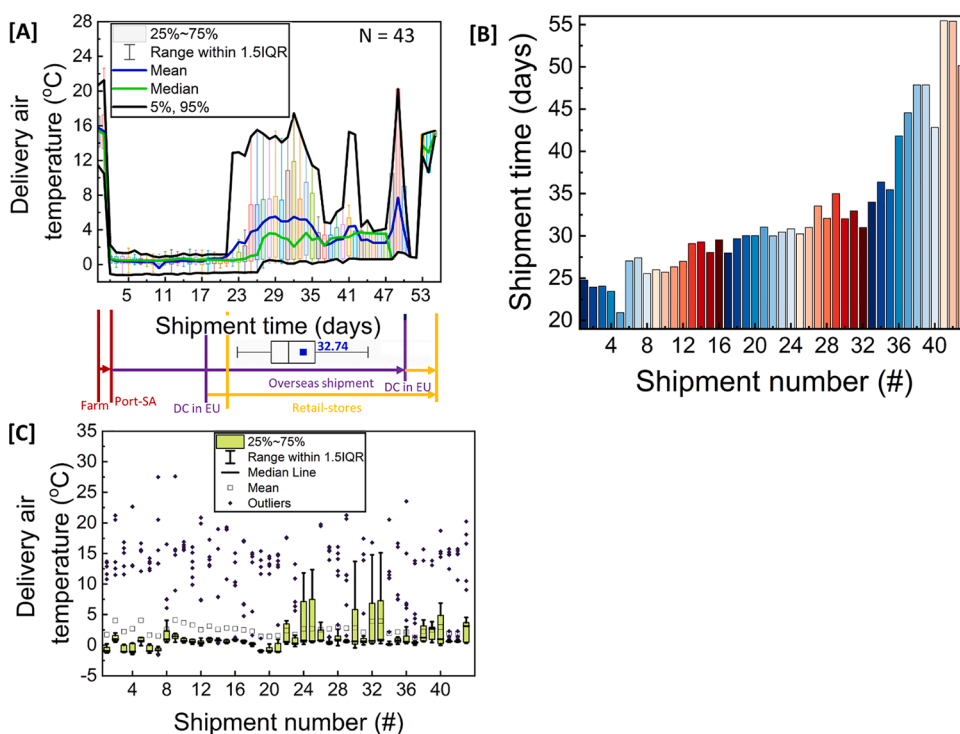 [A]
28
24
20
16
12
8
4
0
Delivery air
temperature (°C)
25%~75%
Range within 1.5IQR
Mean
Median
5%, 95%
N = 43
5 11 17 23 29 35 41 47 53
Shipment time (days)
32.74
Overseas shipment
Farm Port-SA
DC in EU
DC in EU
Retail-stores
[B]
55
50
45
40
35
30
25
20
Shipment time (days)
4 8 12 16 20 24 28 32 36 40
Shipment number (#)
[C]
35
30
25
20
15
10
5
0
-5
Delivery air
temperature (°C)
25%~75%
Range within 1.5IQR
Median Line
Mean
Outliers
4 8 12 16 20 24 28 32 36 40
Shipment number (#)